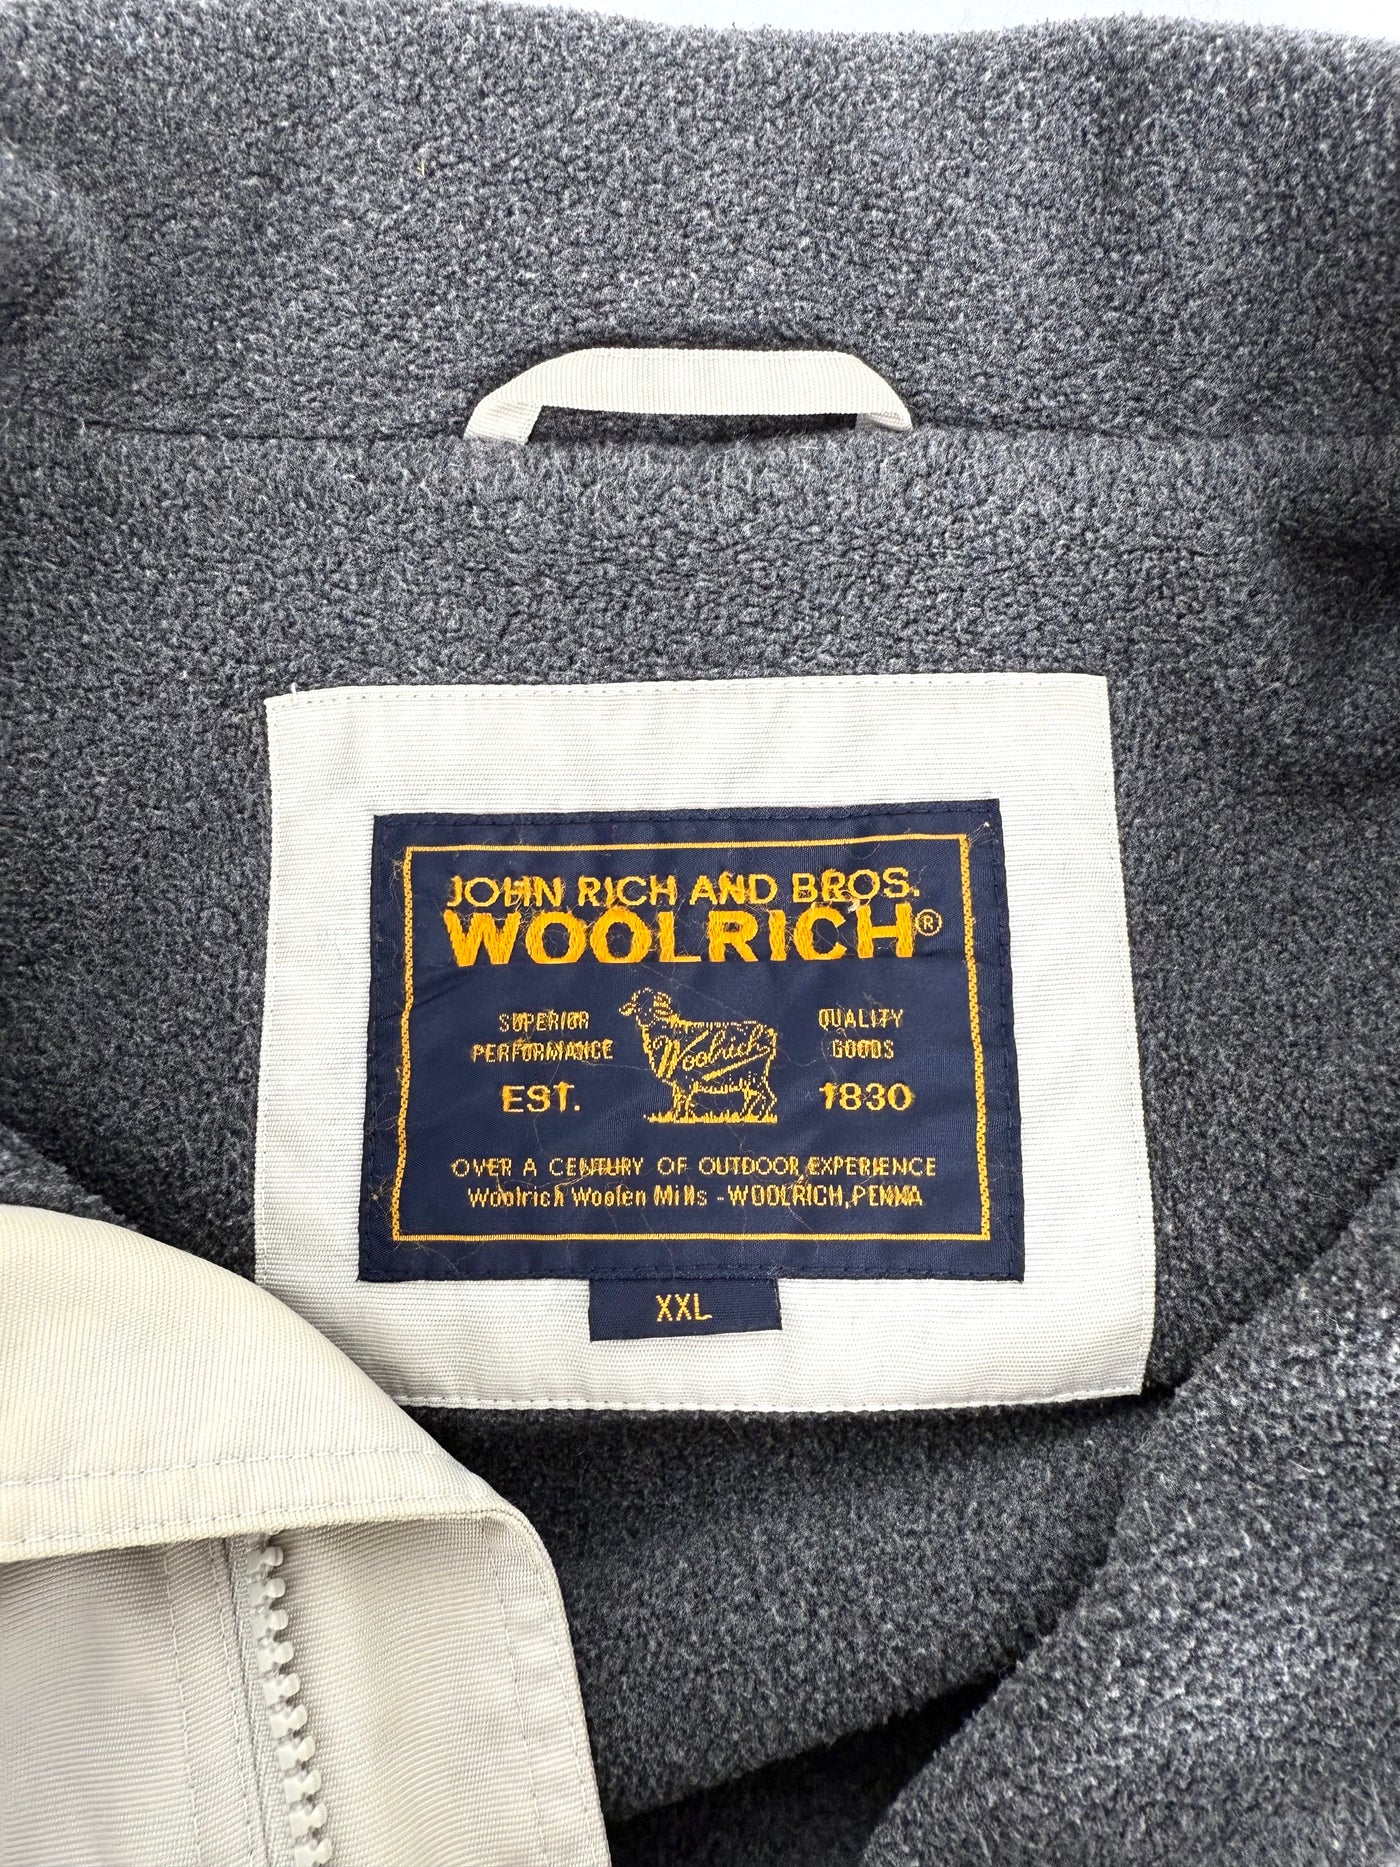 JOHN RICH AND BROS.
WOOLRICH®
SUPERIOR
PERFORMANCE
Woolrich
QUALITY
GOODS
EST.
1830
OVER A CENTURY OF OUTDOOR EXPERIENCE
Woolrich Woolen Mills - WOOLRICH, PENNA
XXL